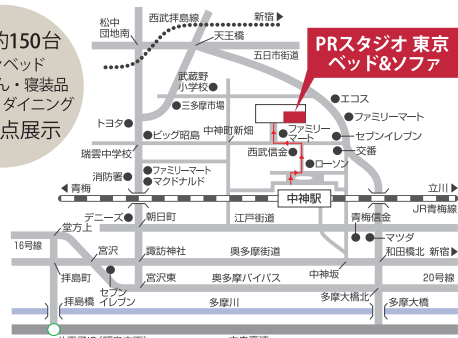 約150台
ンベッド
ん・寝装品
ダイニング
点展示
松中
団地南
西武拝島線
新宿▶
天王橋
五日市街道
PRスタジオ 東京
ベッド&ソファ
武蔵野
小学校
エコス
三多摩市場
ファミリーマート
トヨタ
ビッグ昭島
中神町新畑
ファミリー
マート
セブンイレブン
瑞雲中学校
西武信金
交番
ローソン
消防署
ファミリーマート
マクドナルド
◀青梅
中神駅
立川▶
JR青梅線
デニーズ
朝日町
江戸街道
青梅信金
堂方上
マツダ
16号線
宮沢
諏訪神社
奥多摩街道
和田橋北
新宿▶
拝島町
宮沢東
奥多摩バイパス
中神坂
20号線
セブン
イレブン
拝島橋
多摩川
多摩大橋北
多摩大橋